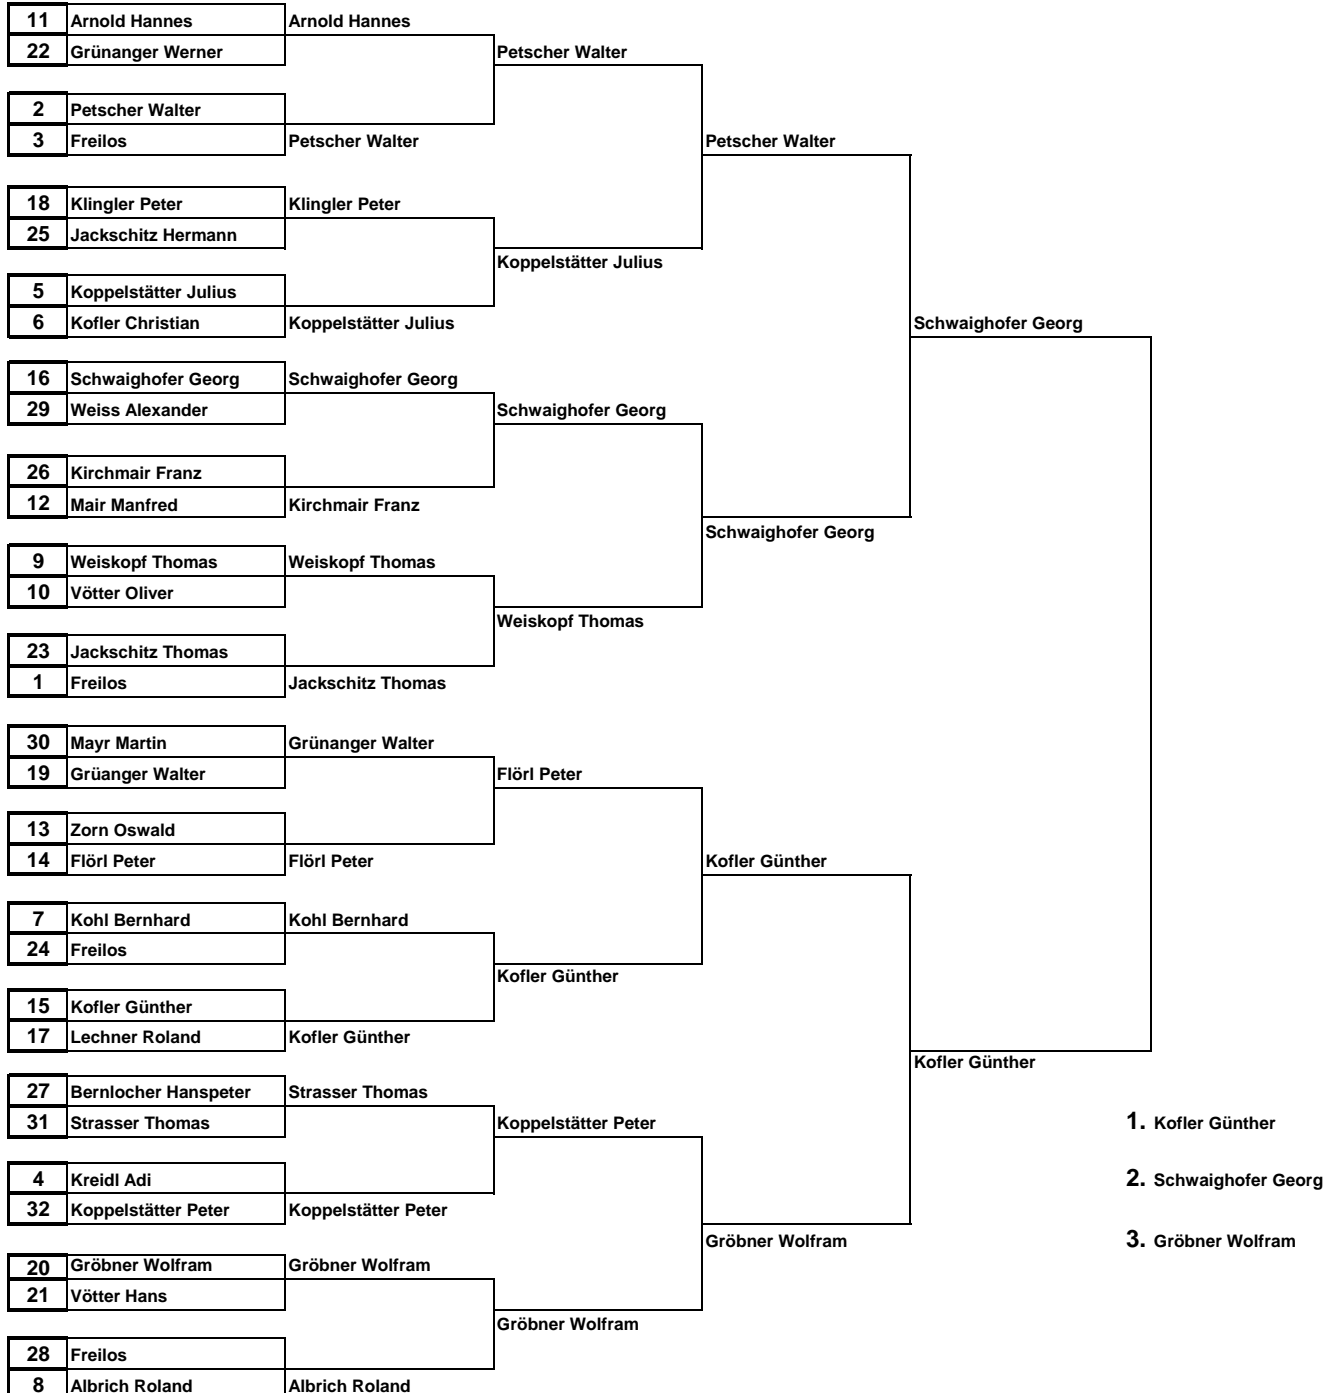 11 Arnold Hannes Arnold Hannes
22 Grünanger Werner Petscher Walter
2 Petscher Walter
3 Freilos Petscher Walter Petscher Walter
18 Klingler Peter Klingler Peter
25 Jackschitz Hermann
Koppelstätter Julius
5 Koppelstätter Julius
6 Kofler Christian Koppelstätter Julius Schwaighofer Georg
16 Schwaighofer Georg Schwaighofer Georg
29 Weiss Alexander Schwaighofer Georg
26 Kirchmair Franz
12 Mair Manfred Kirchmair Franz
Schwaighofer Georg
9 Weiskopf Thomas Weiskopf Thomas
10 Vötter Oliver
Weiskopf Thomas
23 Jackschitz Thomas
1 Freilos Jackschitz Thomas
30 Mayr Martin Grünanger Walter
19 Grüanger Walter Flörl Peter
13 Zorn Oswald
14 Flörl Peter Flörl Peter Kofler Günther
7 Kohl Bernhard Kohl Bernhard
24 Freilos
Kofler Günther
15 Kofler Günther
17 Lechner Roland Kofler Günther
Kofler Günther
27 Bernlocher Hanspeter Strasser Thomas
31 Strasser Thomas Koppelstätter Peter 1. Kofler Günther
4 Kreidl Adi 2. Schwaighofer Georg
32 Koppelstätter Peter Koppelstätter Peter
Gröbner Wolfram 3. Gröbner Wolfram
20 Gröbner Wolfram Gröbner Wolfram
21 Vötter Hans
Gröbner Wolfram
28 Freilos
8 Albrich Roland Albrich Roland